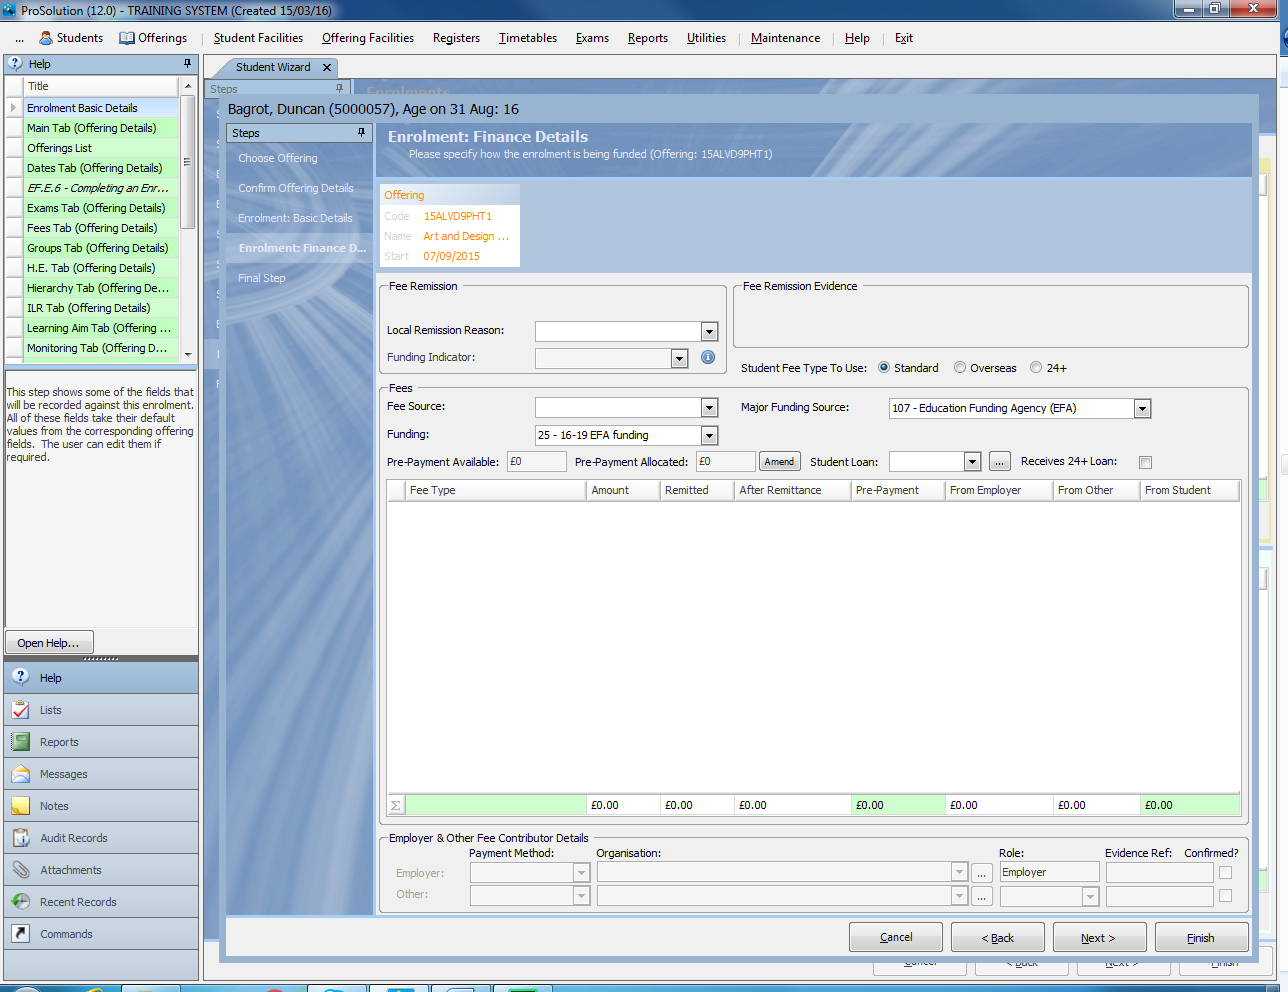 ProSolution (12.0) - TRAINING SYSTEM (Created 15/03/16)
... Students Offerings Student Facilities Offering Facilities Registers Timetables Exams Reports Utilities Maintenance Help Exit
Help
Title
Enrolment Basic Details
Main Tab (Offering Details)
Offerings List
Dates Tab (Offering Details)
EF.E.6 - Completing an Enr...
Exams Tab (Offering Details)
Fees Tab (Offering Details)
Groups Tab (Offering Details)
H.E. Tab (Offering Details)
Hierarchy Tab (Offering De...
ILR Tab (Offering Details)
Learning Aim Tab (Offering ...
Monitoring Tab (Offering D...
This step shows some of the fields that
will be recorded against this enrolment.
All of these fields take their default
values from the corresponding offering
fields. The user can edit them if
required.
Open Help...
Help
Lists
Reports
Messages
Notes
Audit Records
Attachments
Recent Records
Commands
Student Wizard
Steps
Enrolments
Bagrot, Duncan (5000057), Age on 31 Aug: 16
Steps
Choose Offering
Confirm Offering Details
Enrolment: Basic Details
Enrolment: Finance D...
Final Step
Enrolment: Finance Details
Please specify how the enrolment is being funded (Offering: 15ALVD9PHT1)
Offering
Code 15ALVD9PHT1
Name Art and Design ...
Start 07/09/2015
Fee Remission
Local Remission Reason:
Funding Indicator:
Fee Remission Evidence
Student Fee Type To Use: Standard Overseas 24+
Fees
Fee Source:
Major Funding Source: 107 - Education Funding Agency (EFA)
Funding: 25 - 16-19 EFA funding
Pre-Payment Available: £0 Pre-Payment Allocated: £0 Amend Student Loan: ... Receives 24+ Loan:
Fee Type Amount Remitted After Remittance Pre-Payment From Employer From Other From Student
Σ £0.00 £0.00 £0.00 £0.00 £0.00 £0.00 £0.00
Employer & Other Fee Contributor Details
Payment Method: Organisation: Role: Evidence Ref: Confirmed?
Employer: ... Employer
Other: ...
Cancel < Back Next > Finish
Cancel < Back Next > Finish